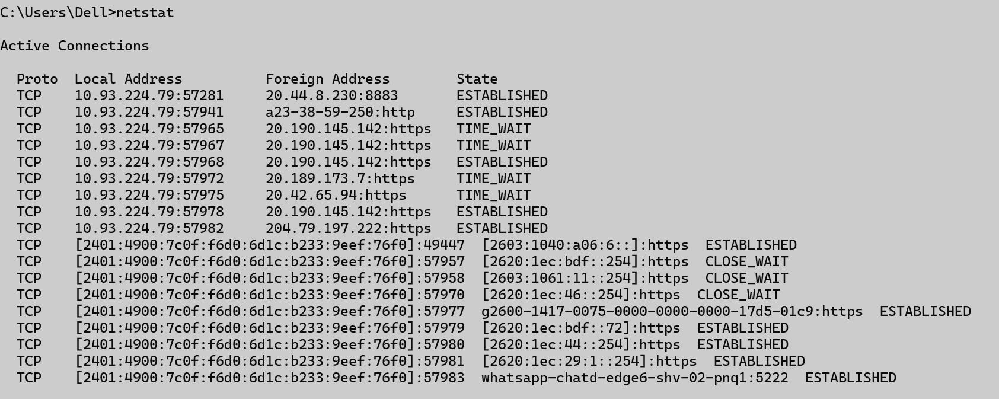 C:\Users\Dell>netstat
Active Connections
Proto  Local Address          Foreign Address        State
TCP    10.93.224.79:57281     20.44.8.230:8883       ESTABLISHED
TCP    10.93.224.79:57941     a23-38-59-250:http     ESTABLISHED
TCP    10.93.224.79:57965     20.190.145.142:https   TIME_WAIT
TCP    10.93.224.79:57967     20.190.145.142:https   TIME_WAIT
TCP    10.93.224.79:57968     20.190.145.142:https   ESTABLISHED
TCP    10.93.224.79:57972     20.189.173.7:https     TIME_WAIT
TCP    10.93.224.79:57975     20.42.65.94:https      TIME_WAIT
TCP    10.93.224.79:57978     20.190.145.142:https   ESTABLISHED
TCP    10.93.224.79:57982     204.79.197.222:https   ESTABLISHED
TCP    [2401:4900:7c0f:f6d0:6d1c:b233:9eef:76f0]:49447  [2603:1040:a06:6::]:https  ESTABLISHED
TCP    [2401:4900:7c0f:f6d0:6d1c:b233:9eef:76f0]:57957  [2620:1ec:bdf::254]:https  CLOSE_WAIT
TCP    [2401:4900:7c0f:f6d0:6d1c:b233:9eef:76f0]:57958  [2603:1061:11::254]:https  CLOSE_WAIT
TCP    [2401:4900:7c0f:f6d0:6d1c:b233:9eef:76f0]:57970  [2620:1ec:46::254]:https  CLOSE_WAIT
TCP    [2401:4900:7c0f:f6d0:6d1c:b233:9eef:76f0]:57977  g2600-1417-0075-0000-0000-0000-17d5-01c9:https  ESTABLISHED
TCP    [2401:4900:7c0f:f6d0:6d1c:b233:9eef:76f0]:57979  [2620:1ec:bdf::72]:https  ESTABLISHED
TCP    [2401:4900:7c0f:f6d0:6d1c:b233:9eef:76f0]:57980  [2620:1ec:44::254]:https  ESTABLISHED
TCP    [2401:4900:7c0f:f6d0:6d1c:b233:9eef:76f0]:57981  [2620:1ec:29:1::254]:https  ESTABLISHED
TCP    [2401:4900:7c0f:f6d0:6d1c:b233:9eef:76f0]:57983  whatsapp-chatd-edge6-shv-02-pnq1:5222  ESTABLISHED